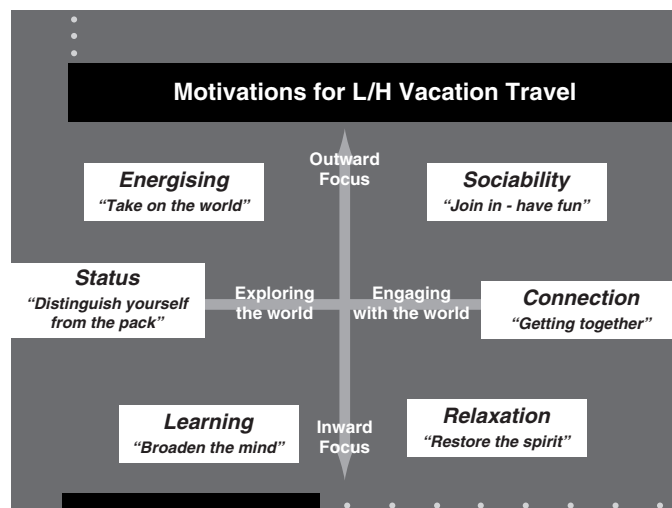 Motivations for L/H Vacation Travel
Outward
Focus
Energising
"Take on the world"
Sociability
"Join in - have fun"
Status
"Distinguish yourself
from the pack"
Exploring
the world
Engaging
with the world
Connection
"Getting together"
Learning
"Broaden the mind"
Inward
Focus
Relaxation
"Restore the spirit"